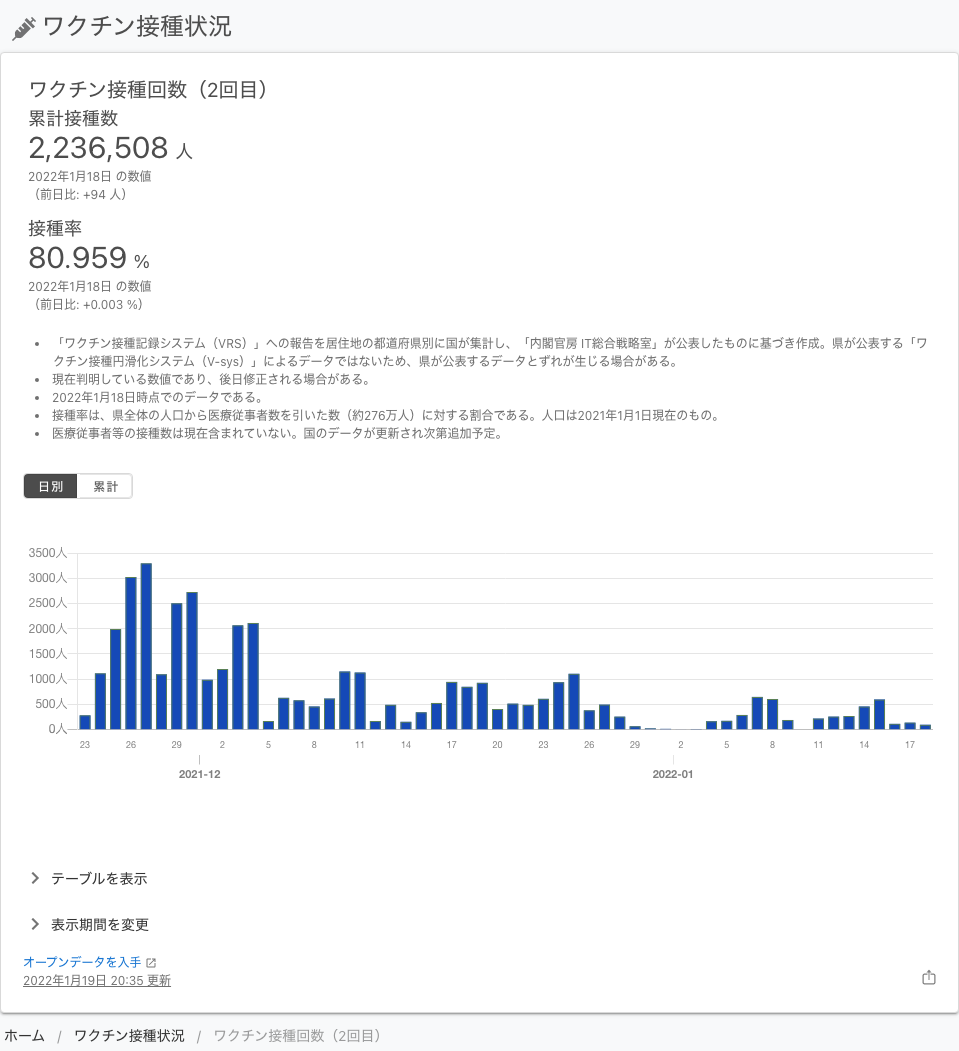 ワクチン接種状況
ワクチン接種回数（2回目）
累計接種数
2,236,508 人
2022年1月18日 の数値
（前日比: +94 人）
接種率
80.959 %
2022年1月18日 の数値
（前日比: +0.003 %）
• 「ワクチン接種記録システム（VRS）」への報告を居住地の都道府県別に国が集計し、「内閣官房 IT総合戦略室」が公表したものに基づき作成。県が公表する「ワ
クチン接種円滑化システム（V-sys）」によるデータではないため、県が公表するデータとずれが生じる場合がある。
• 現在判明している数値であり、後日修正される場合がある。
• 2022年1月18日時点でのデータである。
• 接種率は、県全体の人口から医療従事者数を引いた数（約276万人）に対する割合である。人口は2021年1月1日現在のもの。
• 医療従事者等の接種数は現在含まれていない。国のデータが更新され次第追加予定。
日別 累計
3500人
3000人
2500人
2000人
1500人
1000人
500人
0人
23 26 29 2 5 8 11 14 17 20 23 26 29 2 5 8 11 14 17
2021-12 2022-01
テーブルを表示
表示期間を変更
オープンデータを入手
2022年1月19日 20:35 更新
ホーム / ワクチン接種状況 / ワクチン接種回数（2回目）